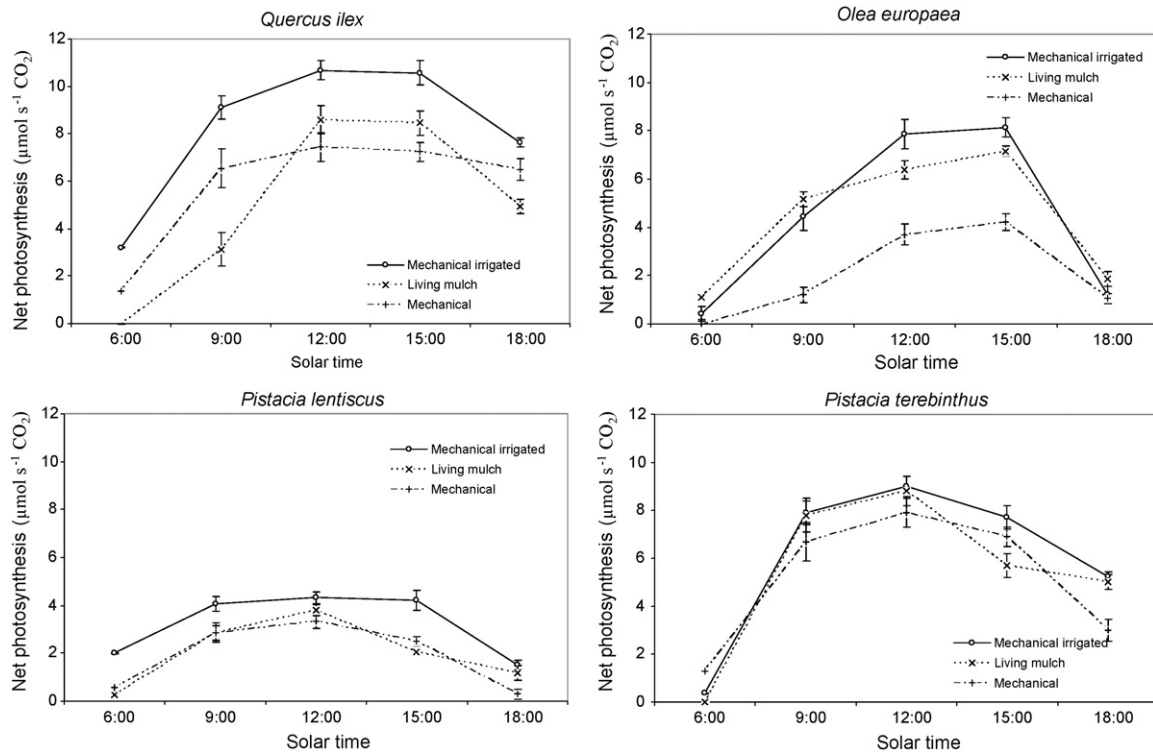 Quercus ilex
Net photosynthesis (μmol s⁻¹ CO₂)
12
10
8
6
4
2
0
Mechanical irrigated
Living mulch
Mechanical
6:00 9:00 12:00 15:00 18:00
Solar time
Olea europaea
Net photosynthesis (μmol s⁻¹ CO₂)
12
10
8
6
4
2
0
Mechanical irrigated
Living mulch
Mechanical
6:00 9:00 12:00 15:00 18:00
Solar time
Pistacia lentiscus
Net photosynthesis (μmol s⁻¹ CO₂)
12
10
8
6
4
2
0
Mechanical irrigated
Living mulch
Mechanical
6:00 9:00 12:00 15:00 18:00
Solar time
Pistacia terebinthus
Net photosynthesis (μmol s⁻¹ CO₂)
12
10
8
6
4
2
0
Mechanical irrigated
Living mulch
Mechanical
6:00 9:00 12:00 15:00 18:00
Solar time